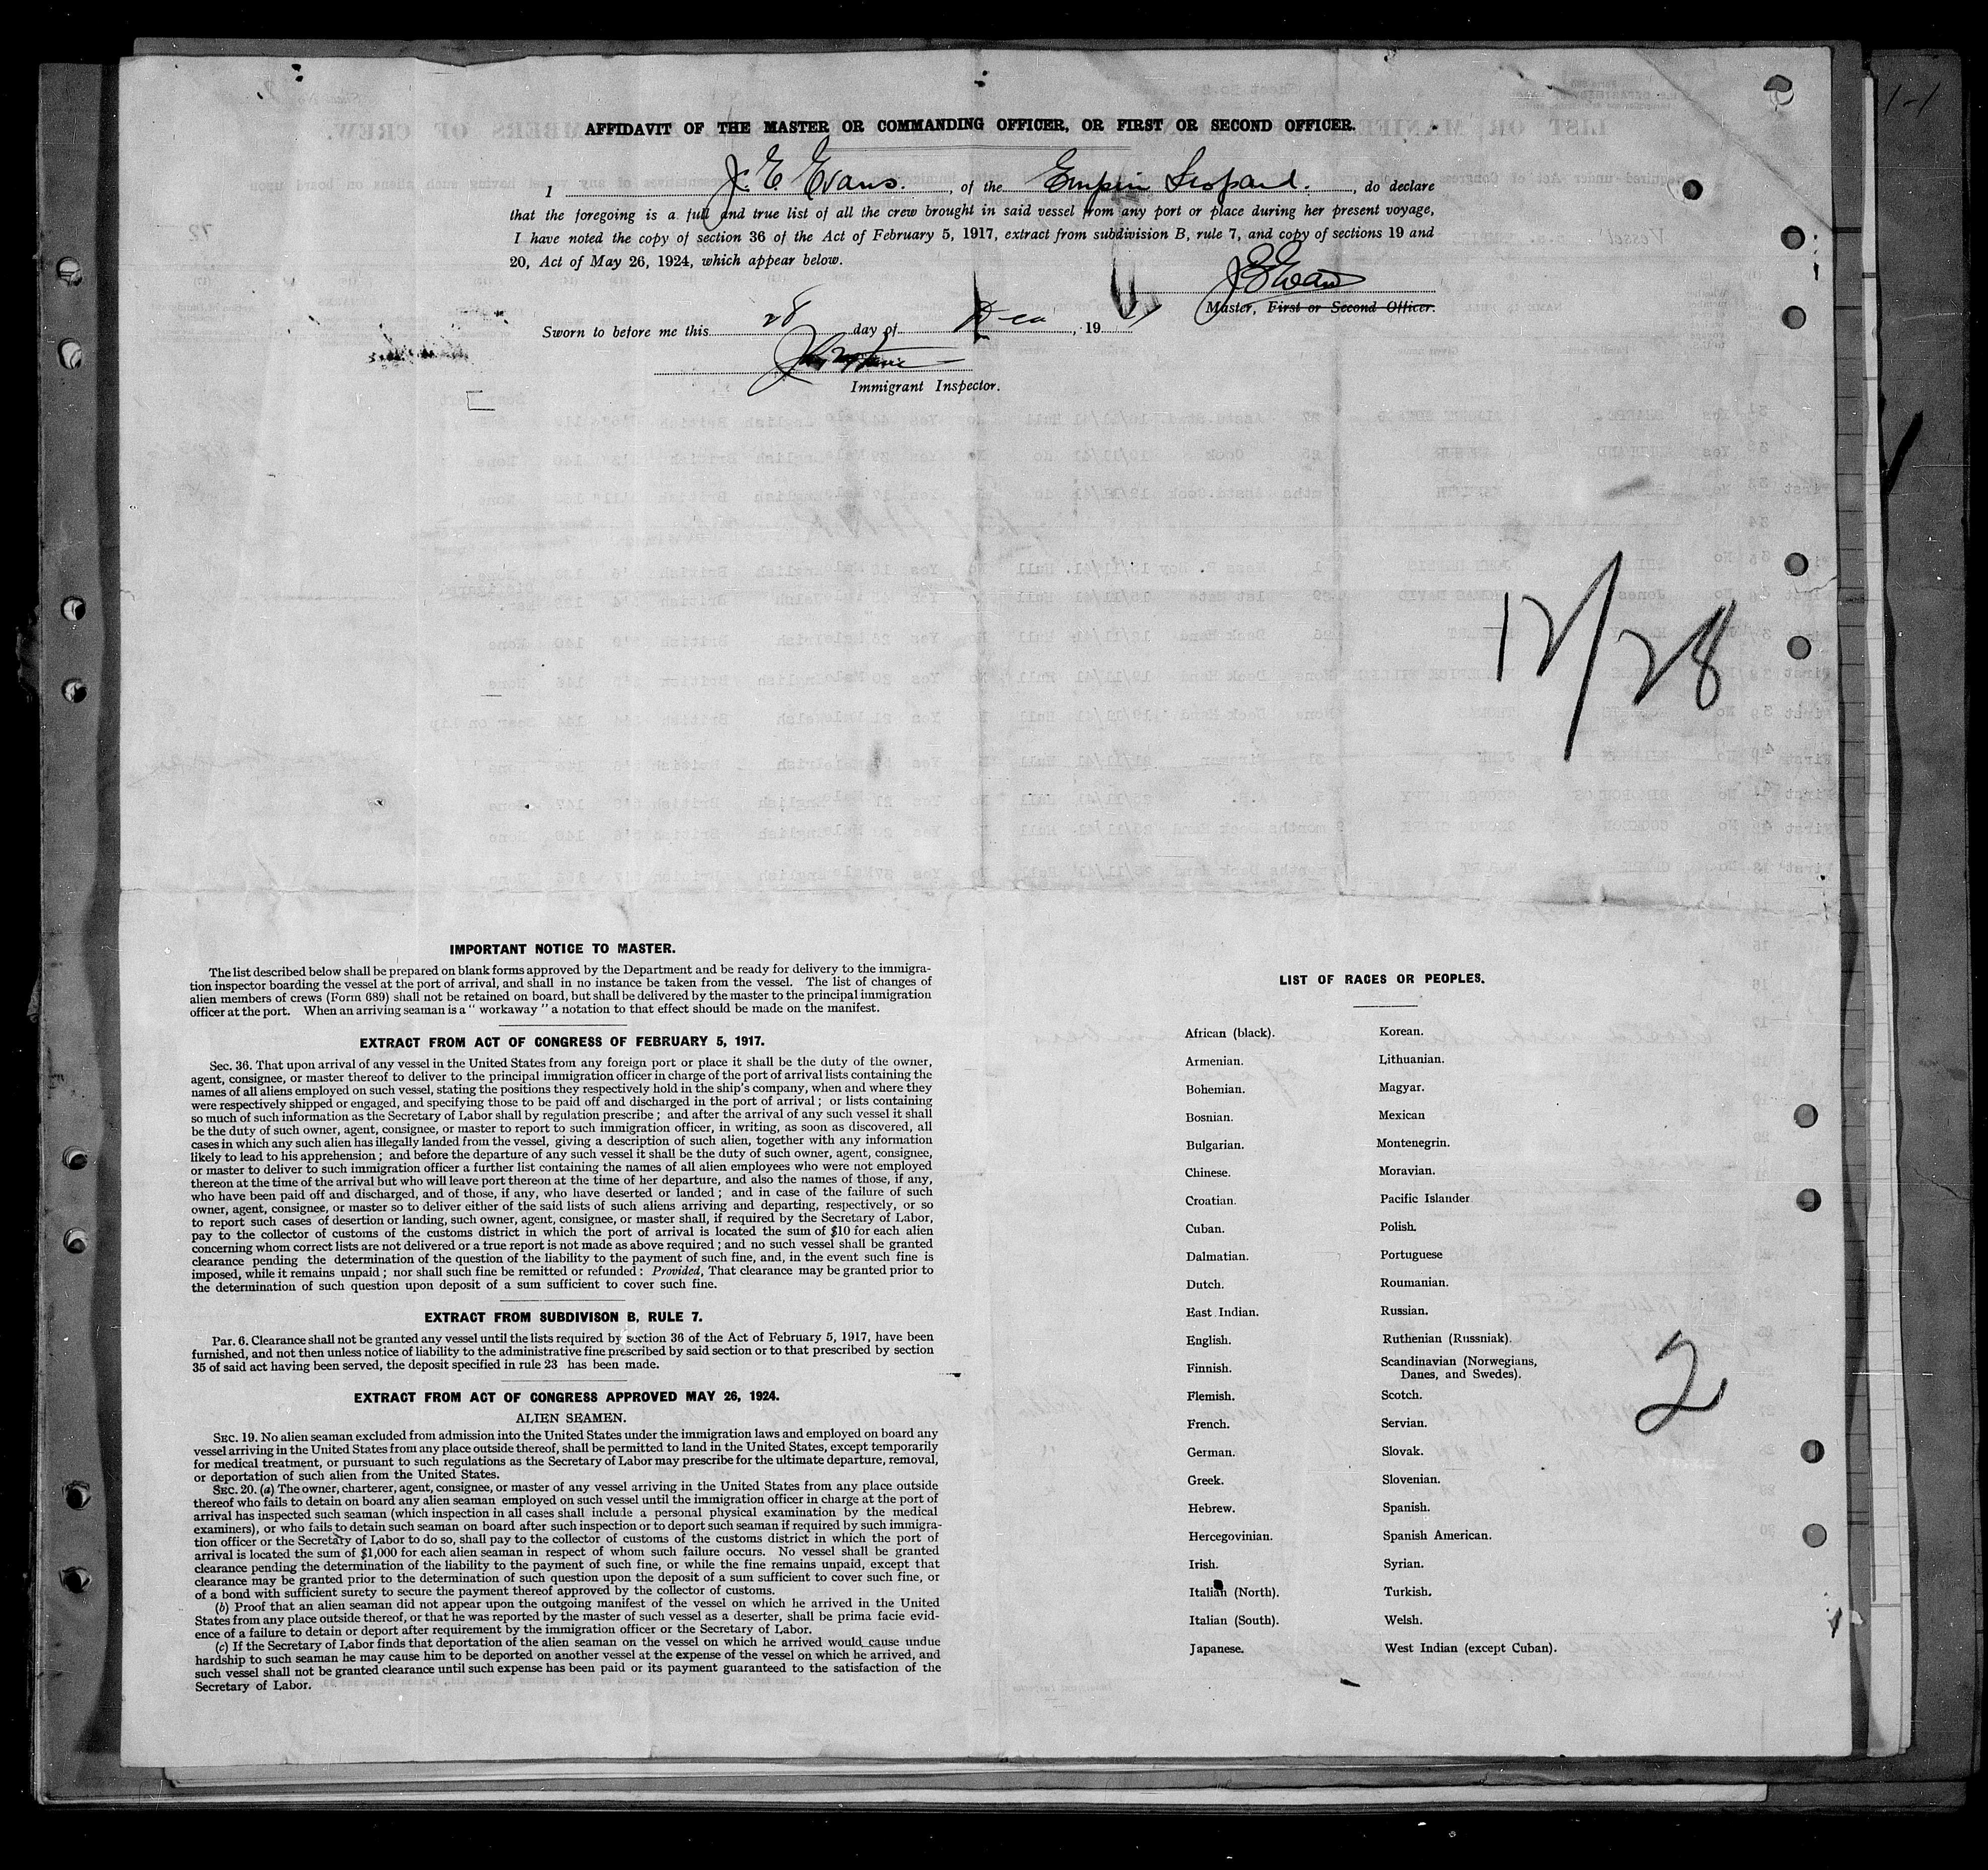 AFFIDAVIT OF THE MASTER OR COMMANDING OFFICER, OR FIRST OR SECOND OFFICER.
I J. E. Evans. , of the Empire Leopard. , do declare
that the foregoing is a full and true list of all the crew brought in said vessel from any port or place during her present voyage,
I have noted the copy of section 36 of the Act of February 5, 1917, extract from subdivision B, rule 7, and copy of sections 19 and
20, Act of May 26, 1924, which appear below.
J E Evans
Master, First or Second Officer.
Sworn to before me this 28 day of Dec , 19
Immigrant Inspector.
12/28
IMPORTANT NOTICE TO MASTER.
The list described below shall be prepared on blank forms approved by the Department and be ready for delivery to the immigra-
tion inspector boarding the vessel at the port of arrival, and shall in no instance be taken from the vessel. The list of changes of
alien members of crews (Form 689) shall not be retained on board, but shall be delivered by the master to the principal immigration
officer at the port. When an arriving seaman is a " workaway " a notation to that effect should be made on the manifest.
EXTRACT FROM ACT OF CONGRESS OF FEBRUARY 5, 1917.
SEC. 36. That upon arrival of any vessel in the United States from any foreign port or place it shall be the duty of the owner,
agent, consignee, or master thereof to deliver to the principal immigration officer in charge of the port of arrival lists containing the
names of all aliens employed on such vessel, stating the positions they respectively hold in the ship's company, when and where they
were respectively shipped or engaged, and specifying those to be paid off and discharged in the port of arrival ; or lists containing
so much of such information as the Secretary of Labor shall by regulation prescribe ; and after the arrival of any such vessel it shall
be the duty of such owner, agent, consignee, or master to report to such immigration officer, in writing, as soon as discovered, all
cases in which any such alien has illegally landed from the vessel, giving a description of such alien, together with any information
likely to lead to his apprehension ; and before the departure of any such vessel it shall be the duty of such owner, agent, consignee,
or master to deliver to such immigration officer a further list containing the names of all alien employees who were not employed
thereon at the time of the arrival but who will leave port thereon at the time of her departure, and also the names of those, if any,
who have been paid off and discharged, and of those, if any, who have deserted or landed ; and in case of the failure of such
owner, agent, consignee, or master so to deliver either of the said lists of such aliens arriving and departing, respectively, or so
to report such cases of desertion or landing, such owner, agent, consignee, or master shall, if required by the Secretary of Labor,
pay to the collector of customs of the customs district in which the port of arrival is located the sum of $10 for each alien
concerning whom correct lists are not delivered or a true report is not made as above required ; and no such vessel shall be granted
clearance pending the determination of the question of the liability to the payment of such fine, and, in the event such fine is
imposed, while it remains unpaid ; nor shall such fine be remitted or refunded : Provided, That clearance may be granted prior to
the determination of such question upon deposit of a sum sufficient to cover such fine.
EXTRACT FROM SUBDIVISON B, RULE 7.
Par. 6. Clearance shall not be granted any vessel until the lists required by section 36 of the Act of February 5, 1917, have been
furnished, and not then unless notice of liability to the administrative fine prescribed by said section or to that prescribed by section
35 of said act having been served, the deposit specified in rule 23 has been made.
EXTRACT FROM ACT OF CONGRESS APPROVED MAY 26, 1924.
ALIEN SEAMEN.
SEC. 19. No alien seaman excluded from admission into the United States under the immigration laws and employed on board any
vessel arriving in the United States from any place outside thereof, shall be permitted to land in the United States, except temporarily
for medical treatment, or pursuant to such regulations as the Secretary of Labor may prescribe for the ultimate departure, removal,
or deportation of such alien from the United States.
SEC. 20. (a) The owner, charterer, agent, consignee, or master of any vessel arriving in the United States from any place outside
thereof who fails to detain on board any alien seaman employed on such vessel until the immigration officer in charge at the port of
arrival has inspected such seaman (which inspection in all cases shall include a personal physical examination by the medical
examiners), or who fails to detain such seaman on board after such inspection or to deport such seaman if required by such immigra-
tion officer or the Secretary of Labor to do so, shall pay to the collector of customs of the customs district in which the port of
arrival is located the sum of $1,000 for each alien seaman in respect of whom such failure occurs. No vessel shall be granted
clearance pending the determination of the liability to the payment of such fine, or while the fine remains unpaid, except that
clearance may be granted prior to the determination of such question upon the deposit of a sum sufficient to cover such fine, or
of a bond with sufficient surety to secure the payment thereof approved by the collector of customs.
(b) Proof that an alien seaman did not appear upon the outgoing manifest of the vessel on which he arrived in the United
States from any place outside thereof, or that he was reported by the master of such vessel as a deserter, shall be prima facie evid-
ence of a failure to detain or deport after requirement by the immigration officer or the Secretary of Labor.
(c) If the Secretary of Labor finds that deportation of the alien seaman on the vessel on which he arrived would cause undue
hardship to such seaman he may cause him to be deported on another vessel at the expense of the vessel on which he arrived, and
such vessel shall not be granted clearance until such expense has been paid or its payment guaranteed to the satisfaction of the
Secretary of Labor.
LIST OF RACES OR PEOPLES.
African (black).
Armenian.
Bohemian.
Bosnian.
Bulgarian.
Chinese.
Croatian.
Cuban.
Dalmatian.
Dutch.
East Indian.
English.
Finnish.
Flemish.
French.
German.
Greek.
Hebrew.
Hercegovinian.
Irish.
Italian (North).
Italian (South).
Japanese.
Korean.
Lithuanian.
Magyar.
Mexican
Montenegrin.
Moravian.
Pacific Islander
Polish.
Portuguese
Roumanian.
Russian.
Ruthenian (Russniak).
Scandinavian (Norwegians,
Danes, and Swedes).
Scotch.
Servian.
Slovak.
Slovenian.
Spanish.
Spanish American.
Syrian.
Turkish.
Welsh.
West Indian (except Cuban).
2